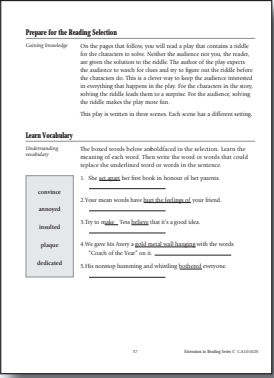 Prepare for the Reading Selection
Gaining knowledge
On the pages that follow, you will read a play that contains a riddle
for the characters to solve. Neither the audience nor you, the reader,
are given the solution to the riddle. The author of the play expects
the audience to watch for clues and try to figure out the riddle before
the characters do. This is a clever way to keep the audience interested
in everything that happens in the play. For the characters in the story,
solving the riddle leads them to a surprise. For the audience, solving
the riddle makes the play more fun.
This play is written in three scenes. Each scene has a different setting.
Learn Vocabulary
Understanding
vocabulary
The boxed words below are boldfaced in the selection. Learn the
meaning of each word. Then write the word or words that could
replace the underlined word or words in the sentence.
convince
annoyed
insulted
plaque
dedicated
1. She set apart her first book in honour of her parents.
2. Your mean words have hurt the feelings of your friend.
3. Try to make Tess believe that it's a good idea.
4. We gave Ms Avery a gold metal wall hanging with the words
"Coach of the Year" on it.
5. His nonstop humming and whistling bothered everyone.
57
Extensions in Reading Series C